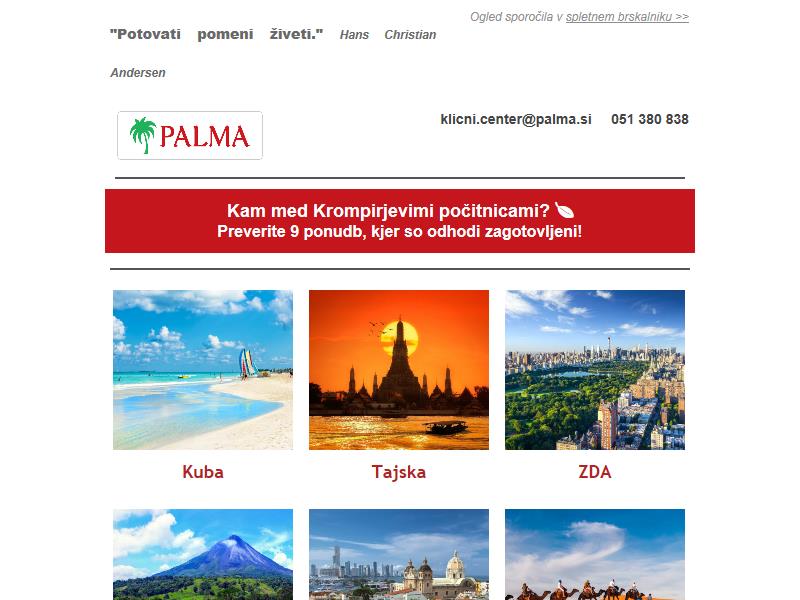 Ogled sporočila v spletnem brskalniku >>
"Potovati pomeni živeti." Hans Christian
Andersen
PALMA
klicni.center@palma.si 051 380 838
Kam med Krompirjevimi počitnicami?
Preverite 9 ponudb, kjer so odhodi zagotovljeni!
Kuba Tajska ZDA